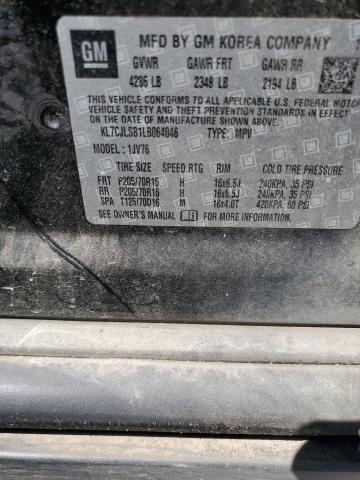 GM
MFD BY GM KOREA COMPANY
GVWR GAWR FRT GAWR RR
4286 LB 2348 LB 2194 LB
THIS VEHICLE CONFORMS TO ALL APPLICABLE U.S. FEDERAL MOTOR
VEHICLE SAFETY AND THEFT PREVENTION STANDARDS IN EFFECT
ON THE DATE OF MANUFACTURE SHOWN ABOVE.
KL7CJLSB1LB064046 TYPE: MPV
MODEL: 1JV76
TIRE SIZE SPEED RTG RIM COLD TIRE PRESSURE
FRT P205/70R16 H 16x6.5J 240KPA, 35 PSI
RR P205/70R16 H 16x6.5J 240KPA, 35 PSI
SPA T125/70D16 M 16x4.0T 420KPA, 60 PSI
SEE OWNER'S MANUAL